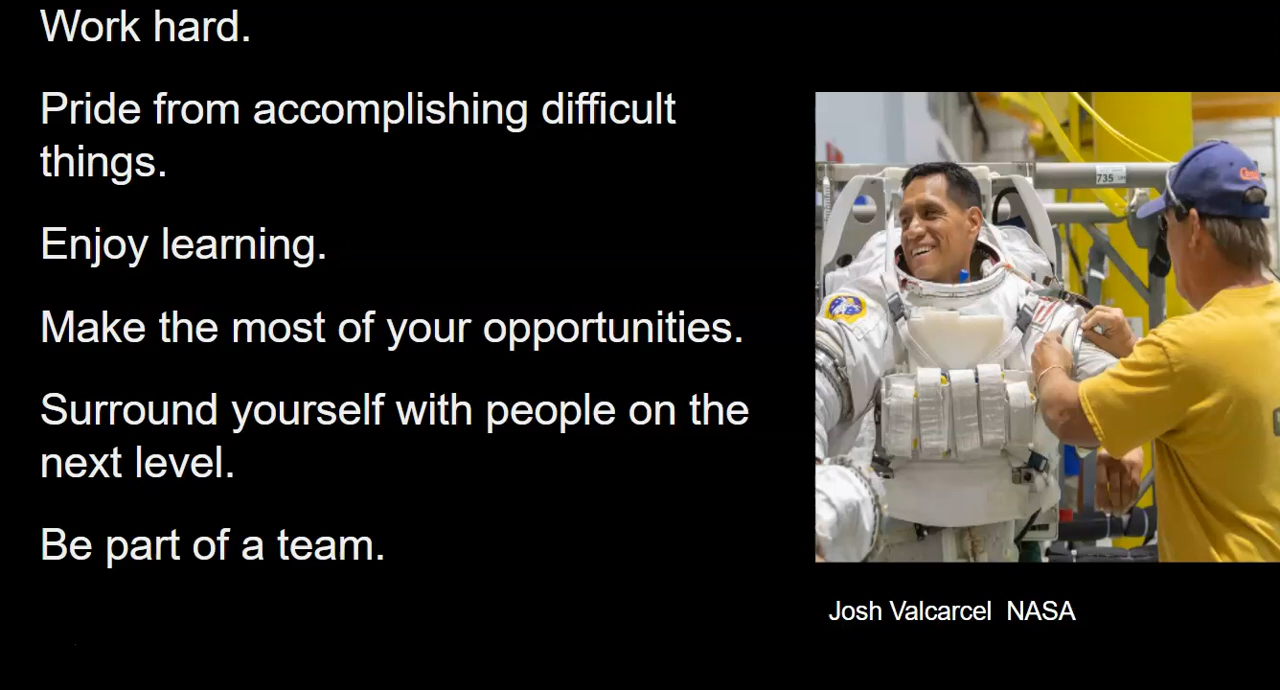 Work hard.
Pride from accomplishing difficult
things.
Enjoy learning.
Make the most of your opportunities.
Surround yourself with people on the
next level.
Be part of a team.
735
Josh Valcarcel NASA